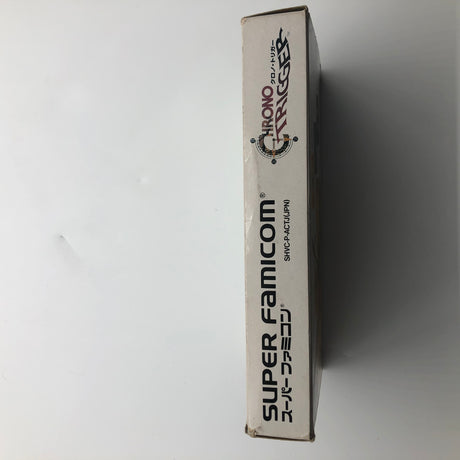 SUPER FAMICOM®
スーパーファミコン®
SHVC-P-ACTJ(JPN)
CHRONO
TRIGGER
クロノ・トリガー